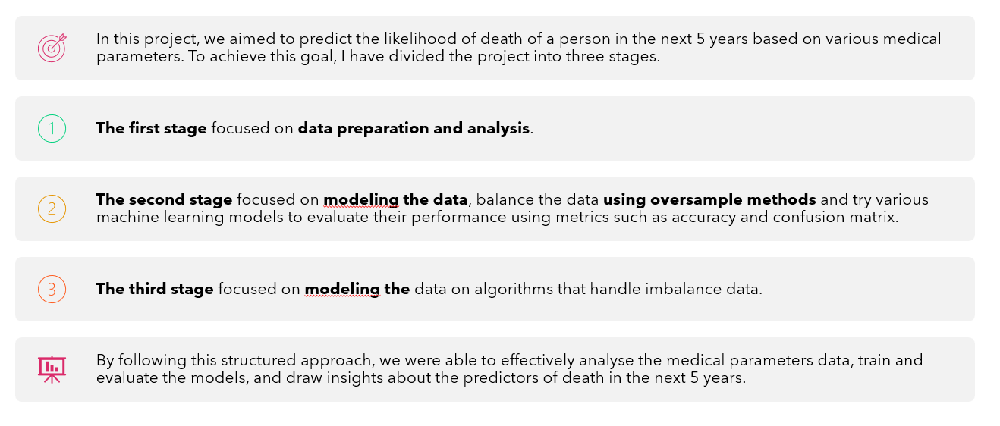 In this project, we aimed to predict the likelihood of death of a person in the next 5 years based on various medical
parameters. To achieve this goal, I have divided the project into three stages.
1
The first stage focused on data preparation and analysis.
2
The second stage focused on modeling the data, balance the data using oversample methods and try various
machine learning models to evaluate their performance using metrics such as accuracy and confusion matrix.
3
The third stage focused on modeling the data on algorithms that handle imbalance data.
By following this structured approach, we were able to effectively analyse the medical parameters data, train and
evaluate the models, and draw insights about the predictors of death in the next 5 years.